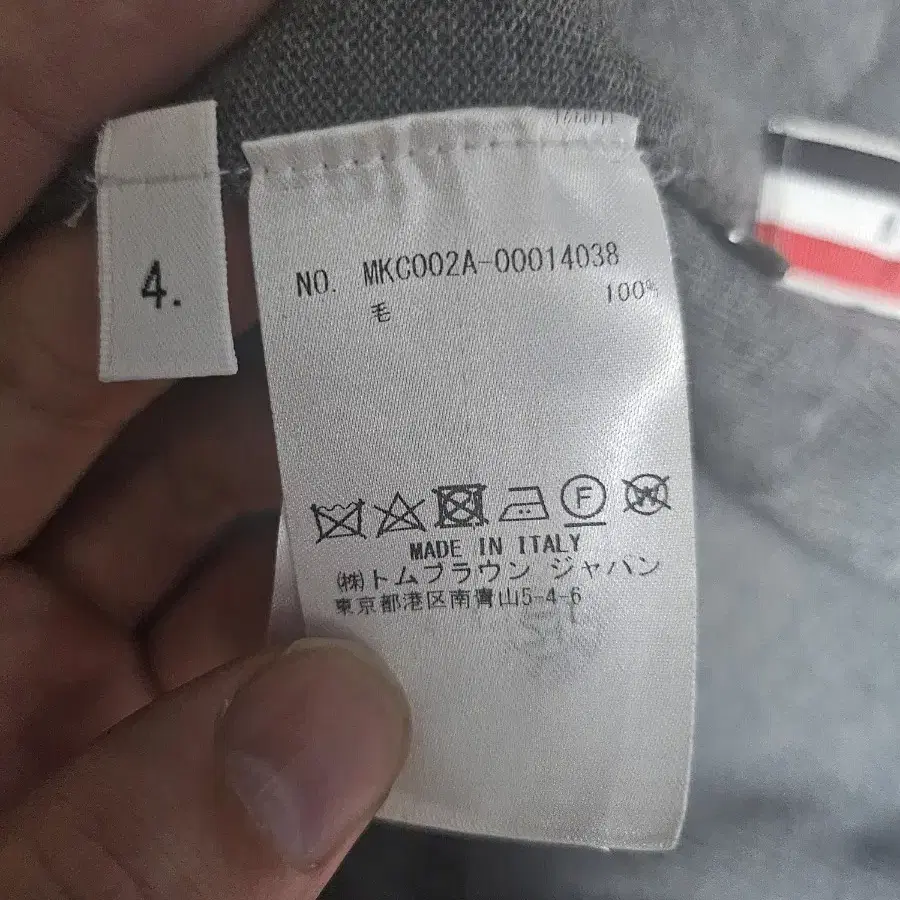 4.
NO. MKC002A-00014038
毛 100%
F
W
MADE IN ITALY
㈱トムブラウン ジャパン
東京都港区南青山5-4-6